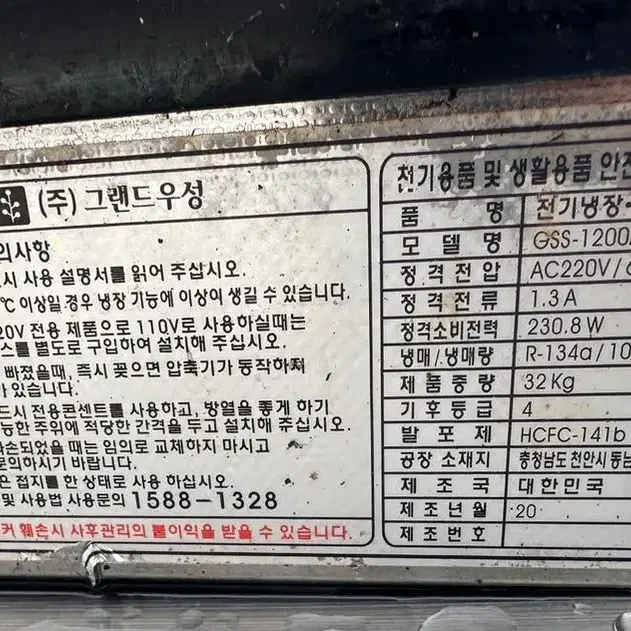 (주) 그랜드우성
의사항
시 사용 설명서를 읽어 주십시오.
℃ 이상일 경우 냉장 기능에 이상이 생길 수 있습니다.
20V 전용 제품으로 110V로 사용하실때는
스를 별도로 구입하여 설치해 주십시오.
빠졌을때, 즉시 꽂으면 압축기가 동작하지
가 있습니다.
드시 전용콘센트를 사용하고, 방열을 좋게 하기
능한 주위에 적당한 간격을 두고 설치해 주십시오.
손되었을 때는 임의로 교체하지 마시고
문의하시기 바랍니다.
은 접지를 한 상태로 사용하십시오.
및 사용법 사용문의 1588-1328
커 훼손시 사후관리의 불이익을 받을 수 있습니다.
전기용품 및 생활용품 안전
품 명 전기냉장
모 델 명 GSS-1200
정격전압 AC220V/
정격전류 1.3A
정격소비전력 230.8W
냉매/냉매량 R-134a/10
제품중량 32Kg
기후등급 4
발 포 제 HCFC-141b
공장 소재지 충청남도 천안시 동남
제 조 국 대한민국
제조년월 20
제조번호